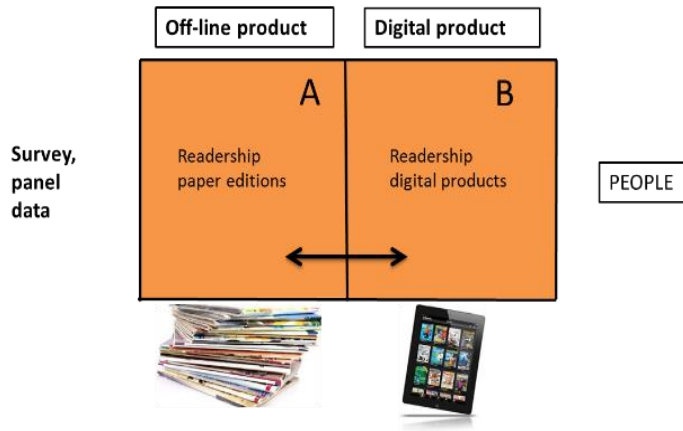 Off-line product
Digital product
A
B
Survey,
panel
data
Readership
paper editions
Readership
digital products
PEOPLE